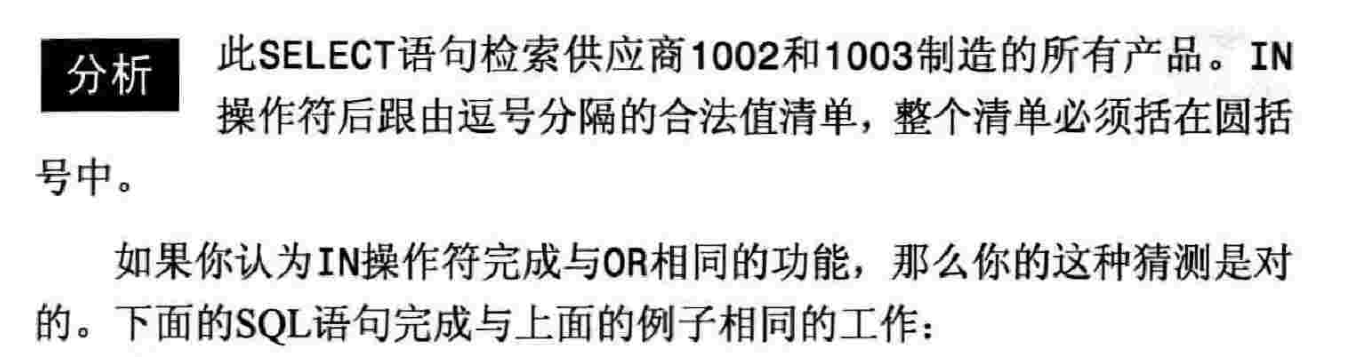 分析 此SELECT语句检索供应商1002和1003制造的所有产品。IN
操作符后跟由逗号分隔的合法值清单，整个清单必须括在圆括
号中。
如果你认为IN操作符完成与OR相同的功能，那么你的这种猜测是对
的。下面的SQL语句完成与上面的例子相同的工作：